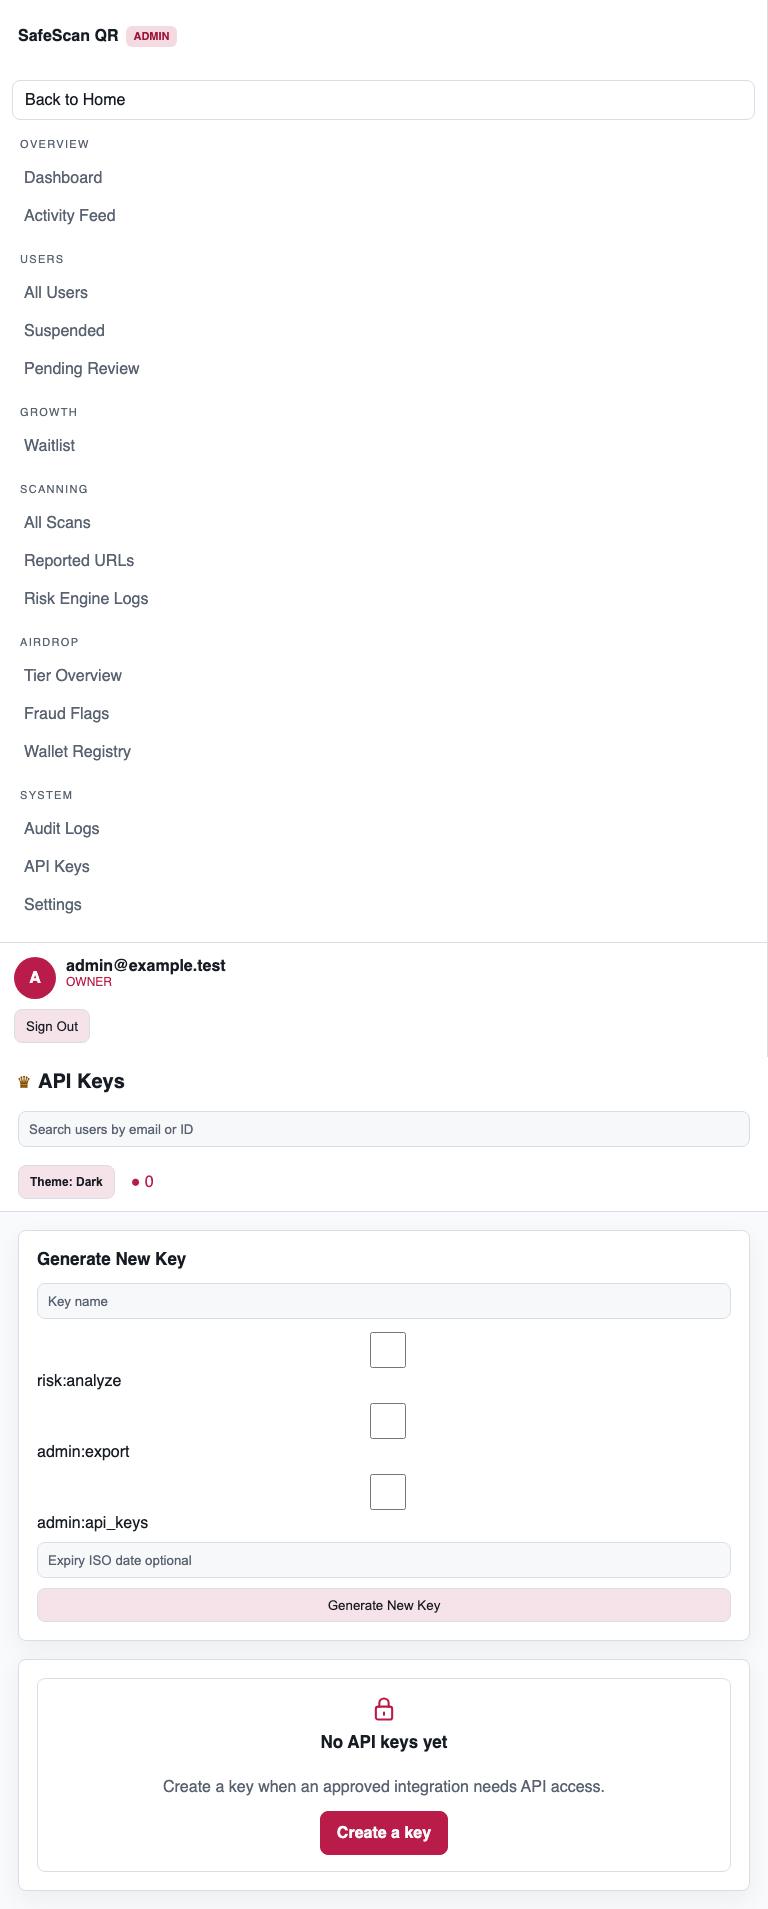 SafeScan QR ADMIN
Back to Home
OVERVIEW
Dashboard
Activity Feed
USERS
All Users
Suspended
Pending Review
GROWTH
Waitlist
SCANNING
All Scans
Reported URLs
Risk Engine Logs
AIRDROP
Tier Overview
Fraud Flags
Wallet Registry
SYSTEM
Audit Logs
API Keys
Settings
A
admin@example.test
OWNER
Sign Out
♛ API Keys
Search users by email or ID
Theme: Dark ● 0
Generate New Key
Key name
risk:analyze
admin:export
admin:api_keys
Expiry ISO date optional
Generate New Key
No API keys yet
Create a key when an approved integration needs API access.
Create a key